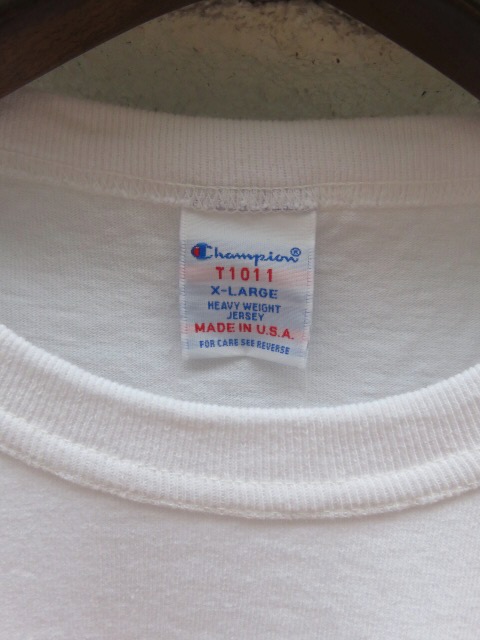 Champion®
T1011
X-LARGE
HEAVY WEIGHT
JERSEY
MADE IN U.S.A.
FOR CARE SEE REVERSE